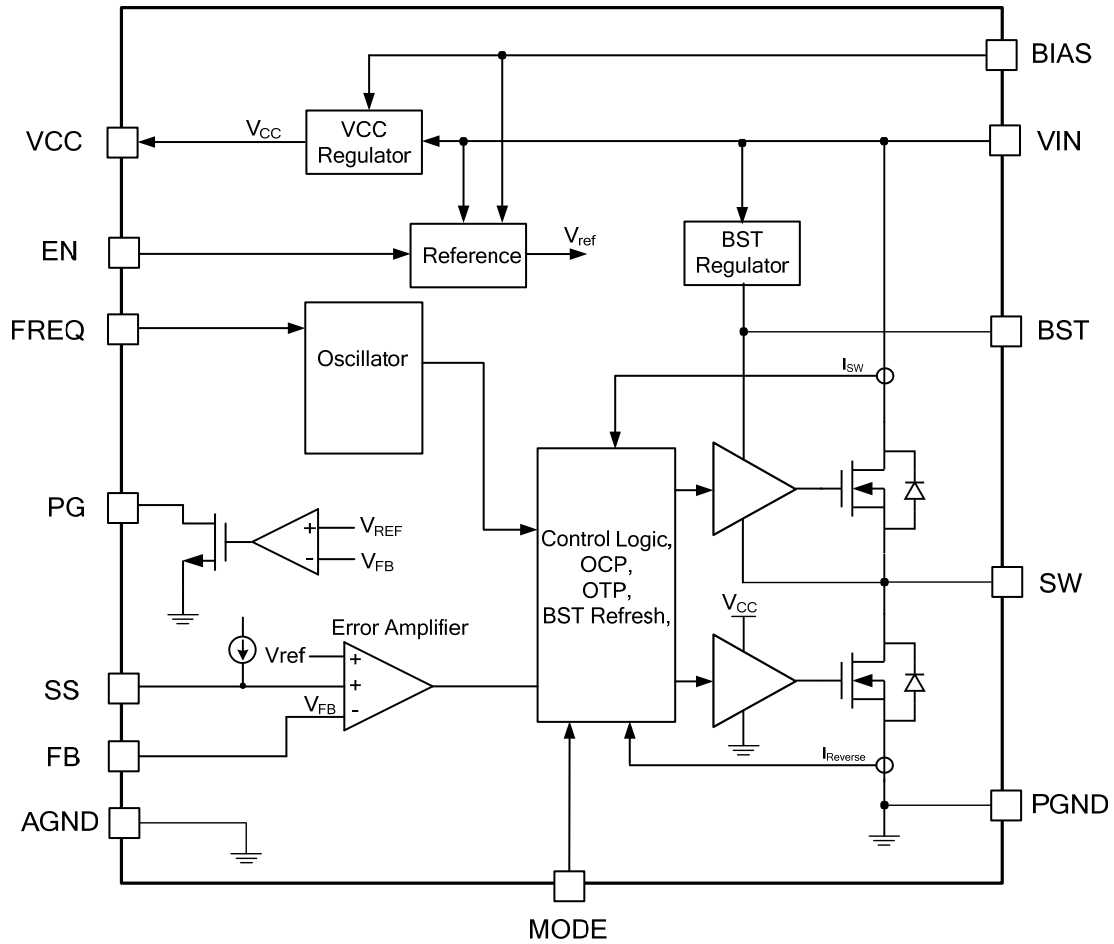 BIAS
VCC
VCC
VCC
Regulator
VIN
EN
Reference
Vref
BST
Regulator
FREQ
Oscillator
BST
ISW
PG
+
VREF
-
VFB
Control Logic,
OCP,
OTP,
BST Refresh,
SW
VCC
Error Amplifier
Vref
+
SS
+
VFB
-
FB
IReverse
AGND
PGND
MODE